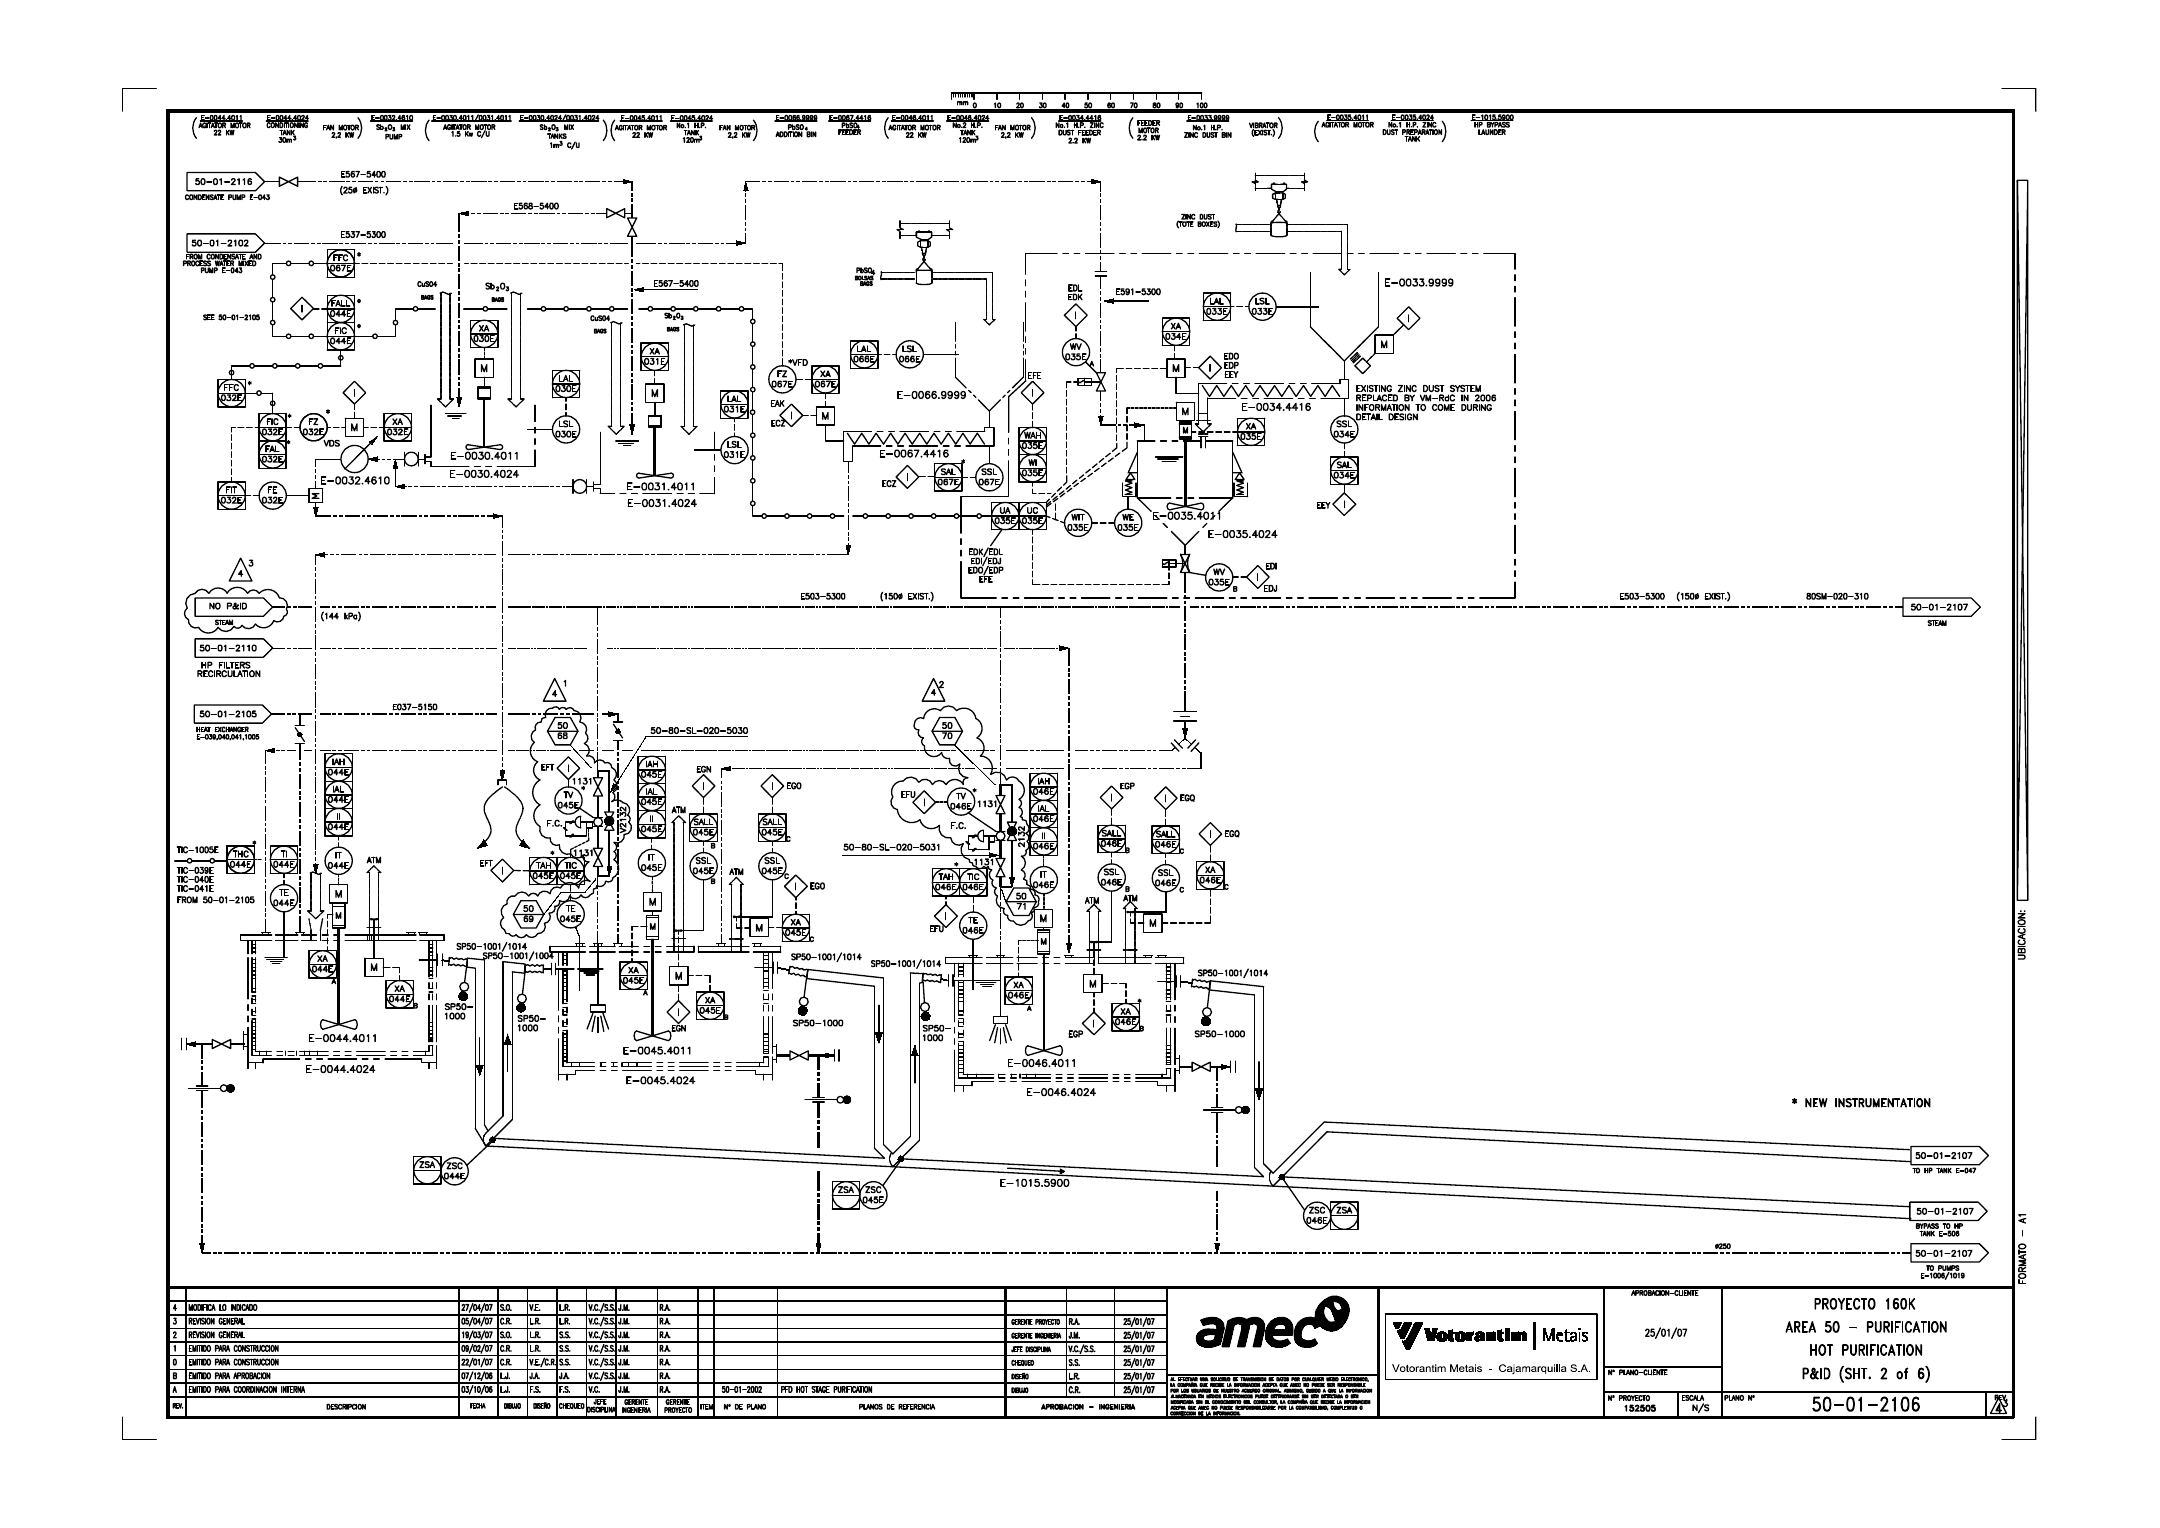 mm 0 10 20 30 40 50 60 70 80 90 100
E-0044.4011
AGITATOR MOTOR
22 KW
E-0044.4024
CONDITIONING
TANK
30m3
FAN MOTOR
2,2 KW
E-0032.4610
Sb2O3 MIX
PUMP
E-0030.4011/0031.4011
AGITATOR MOTOR
1.5 Kw C/U
E-0030.4024/0031.4024
Sb2O3 MIX
TANKS
1m3 C/U
E-0045.4011
AGITATOR MOTOR
22 KW
E-0045.4024
No.1 H.P.
TANK
120m3
FAN MOTOR
2,2 KW
E-0066.9999
PbSO4
ADDITION BIN
E-0067.4416
PbSO4
FEEDER
E-0046.4011
AGITATOR MOTOR
22 KW
E-0046.4024
No.2 H.P.
TANK
120m3
FAN MOTOR
2,2 KW
E-0034.4416
No.1 H.P. ZINC
DUST FEEDER
2.2 KW
FEEDER
MOTOR
2.2 KW
E-0033.9999
No.1 H.P.
ZINC DUST BIN
VIBRATOR
(EXIST.)
E-0035.4011
AGITATOR MOTOR
E-0035.4024
No.1 H.P. ZINC
DUST PREPARATION
TANK
E-1015.5900
HP BYPASS
LAUNDER
50-01-2116
CONDENSATE PUMP E-043
E567-5400
(25ø EXIST.)
E568-5400
50-01-2102
FROM CONDENSATE AND
PROCESS WATER MIXED
PUMP E-043
E537-5300
FFC
067E
*
FALL
044E
*
FIC
044E
*
I
SEE 50-01-2105
CuSO4
BAGS
Sb2O3
BAGS
E567-5400
CuSO4
BAGS
Sb2O3
BAGS
XA
030E
M
XA
031E
M
LAL
030E
LSL
030E
LAL
031E
LSL
031E
FFC
032E
*
FIC
032E
*
FAL
032E
*
FZ
032E
*
VDS
I
M
XA
032E
FIT
032E
FE
032E
M
E-0032.4610
E-0030.4011
E-0030.4024
E-0031.4011
E-0031.4024
PbSO4
BOLSAS
BAGS
ZINC DUST
(TOTE BOXES)
*VFD
FZ
067E
XA
067E
EAK
ECZ
I
M
LAL
066E
LSL
066E
E-0066.9999
E-0067.4416
ECZ
I
SAL
067E
*
SSL
067E
EDL
EDK
I
E591-5300
WV
035E
A
EFE
I
WAH
035E
WI
035E
UA
035E
UC
035E
WIT
035E
WE
035E
EDK/EDL
EDI/EDJ
EDO/EDP
EFE
XA
034E
M
I
EDO
EDP
EEY
LAL
033E
LSL
033E
E-0033.9999
M
I
E-0034.4416
EXISTING ZINC DUST SYSTEM
REPLACED BY VM-RdC IN 2006
INFORMATION TO COME DURING
DETAIL DESIGN
M
M
XA
035E
SSL
034E
SAL
034E
EEY
I
E-0035.4011
E-0035.4024
WV
035E
B
I
EDI
EDJ
4
3
NO P&ID
STEAM
(144 kPa)
E503-5300 (150ø EXIST.)
E503-5300 (150ø EXIST.)
80SM-020-310
50-01-2107
STEAM
50-01-2110
HP FILTERS
RECIRCULATION
50-01-2105
HEAT EXCHANGER
E-039,040,041,1005
E037-5150
4
1
50
68
50-80-SL-020-5030
4
2
50
70
TIC-1005E
TIC-039E
TIC-040E
TIC-041E
FROM 50-01-2105
THC
044E
*
TI
044E
TE
044E
IAH
044E
IAL
044E
II
044E
IT
044E
M
M
ATM
XA
044E
A
M
XA
044E
B
E-0044.4011
E-0044.4024
EFT
I
TV
045E
*
F.C.
1131
V2132
1131
EFT
I
TAH
045E
*
TIC
045E
50
69
TE
045E
IAH
045E
IAL
045E
II
045E
IT
045E
M
M
EGN
I
ATM
SALL
045E
B
SSL
045E
B
EGO
I
SALL
045E
C
SSL
045E
C
ATM
I
EGO
M
XA
045E
C
XA
045E
A
M
XA
045E
B
I
EGN
E-0045.4011
E-0045.4024
SP50-1001/1014
SP50-1001/1004
SP50-
1000
SP50-
1000
SP50-1001/1014
SP50-1000
EFU
I
TV
046E
*
F.C.
1131
2132
1131
50-80-SL-020-5031
TAH
046E
*
TIC
046E
I
EFU
TE
046E
50
71
IAH
046E
IAL
046E
II
046E
IT
046E
M
M
EGP
I
SALL
046E
B
SSL
046E
B
ATM
I
EGQ
SALL
046E
C
SSL
046E
C
ATM
I
EGQ
XA
046E
C
M
XA
046E
A
M
XA
046E
B
*
I
EGP
E-0046.4011
E-0046.4024
SP50-1001/1014
SP50-
1000
SP50-1001/1014
SP50-1000
* NEW INSTRUMENTATION
ZSA
ZSC
044E
ZSA
ZSC
045E
ZSC
046E
ZSA
E-1015.5900
50-01-2107
TO HP TANK E-047
50-01-2107
BYPASS TO HP
TANK E-506
ø250
50-01-2107
TO PUMPS
E-1006/1019
UBICACION:
FORMATO - A1
4 MODIFICA LO INDICADO 27/04/07 S.O. V.E. L.R. V.C./S.S. J.M. R.A.
3 REVISION GENERAL 05/04/07 C.R. L.R. L.R. V.C./S.S. J.M. R.A.
2 REVISION GENERAL 19/03/07 S.O. L.R. S.S. V.C./S.S. J.M. R.A.
1 EMITIDO PARA CONSTRUCCION 09/02/07 C.R. L.R. S.S. V.C./S.S. J.M. R.A.
0 EMITIDO PARA CONSTRUCCION 22/01/07 C.R. V.E./C.R. S.S. V.C./S.S. J.M. R.A.
B EMITIDO PARA APROBACION 07/12/06 L.J. J.A. J.A. V.C./S.S. J.M. R.A.
A EMITIDO PARA COORDINACION INTERNA 03/10/06 L.J. F.S. F.S. V.C. J.M. R.A. 50-01-2002 PFD HOT STAGE PURIFICATION
REV. DESCRIPCION FECHA DIBUJO DISEÑO CHEQUEO JEFE DISCIPLINA GERENTE INGENIERIA GERENTE PROYECTO ITEM N° DE PLANO PLANOS DE REFERENCIA APROBACION - INGENIERIA
GERENTE PROYECTO R.A. 25/01/07
GERENTE INGENIERIA J.M. 25/01/07
JEFE DISCIPLINA V.C./S.S. 25/01/07
CHEQUEO S.S. 25/01/07
DISEÑO L.R. 25/01/07
DIBUJO C.R. 25/01/07
amec
Votorantim | Metais
Votorantim Metais - Cajamarquilla S.A.
APROBACION-CLIENTE
25/01/07
N° PLANO-CLIENTE
N° PROYECTO
152505
ESCALA
N/S
PROYECTO 160K
AREA 50 - PURIFICATION
HOT PURIFICATION
P&ID (SHT. 2 of 6)
PLANO N°
50-01-2106
REV.
4